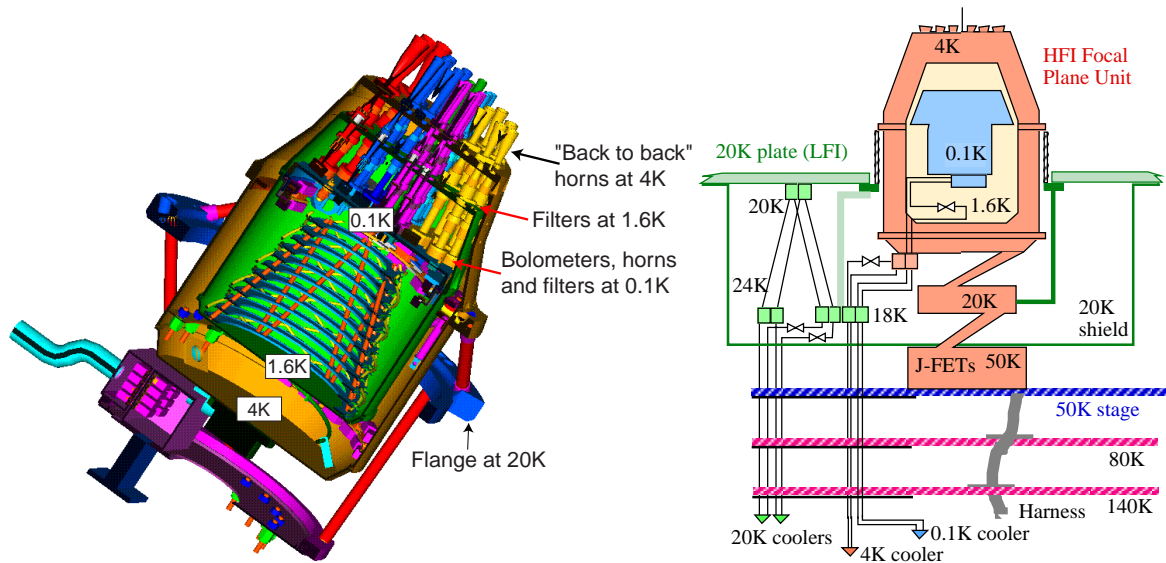 "Back to back"
horns at 4K
Filters at 1.6K
Bolometers, horns
and filters at 0.1K
0.1K
1.6K
4K
Flange at 20K
4K
HFI Focal
Plane Unit
20K plate (LFI)
0.1K
20K
1.6K
24K
18K
20K
20K
shield
J-FETs
50K
50K stage
80K
140K
Harness
20K coolers
0.1K cooler
4K cooler